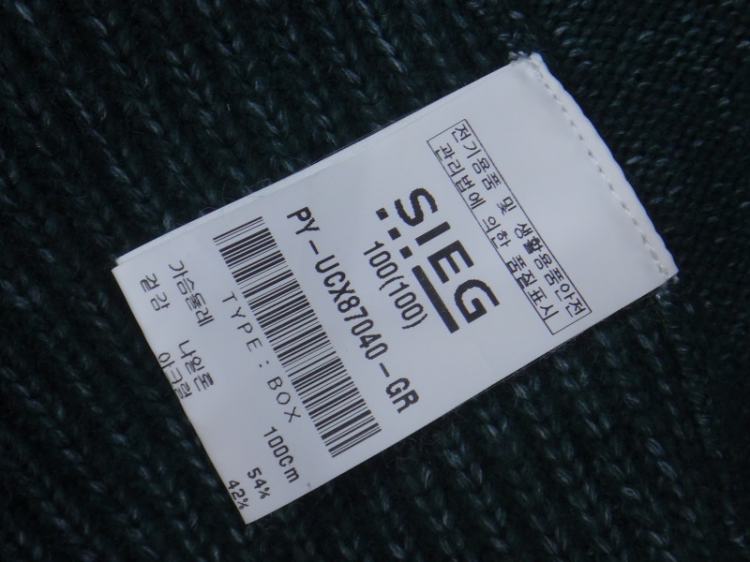 전기용품 및 생활용품안전
관리법에 의한 품질표시
SIEG
100(100)
PY-UCX87040-GR
TYPE : BOX
가슴둘레 100Cm
겉감 나일론 54%
아크릴 42%